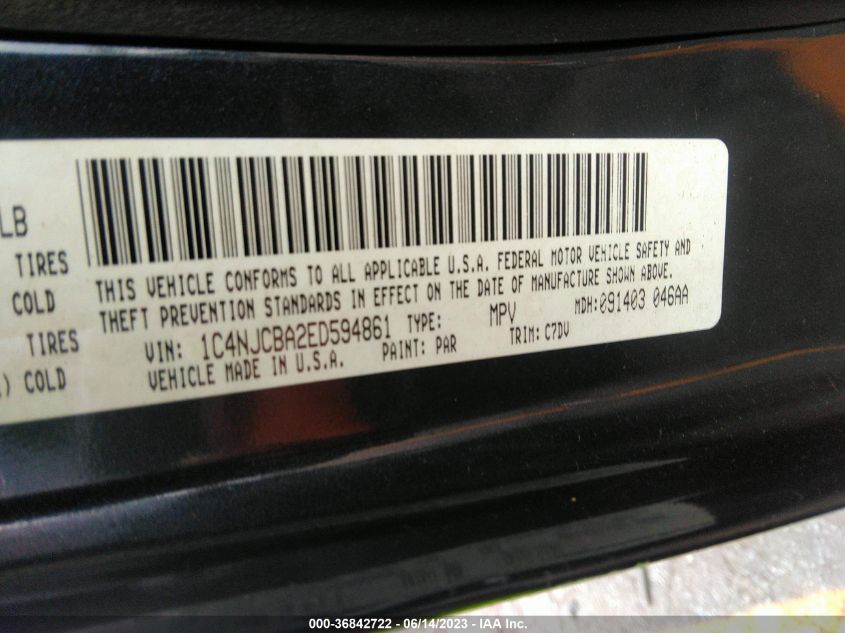 LB
TIRES
COLD
TIRES
) COLD
THIS VEHICLE CONFORMS TO ALL APPLICABLE U.S.A. FEDERAL MOTOR VEHICLE SAFETY AND
THEFT PREVENTION STANDARDS IN EFFECT ON THE DATE OF MANUFACTURE SHOWN ABOVE.
VIN: 1C4NJCBA2ED594861 TYPE: MPV MDH:091403 046AA
VEHICLE MADE IN U.S.A. PAINT: PAR TRIM: C7DV
000-36842722 - 06/14/2023 - IAA Inc.